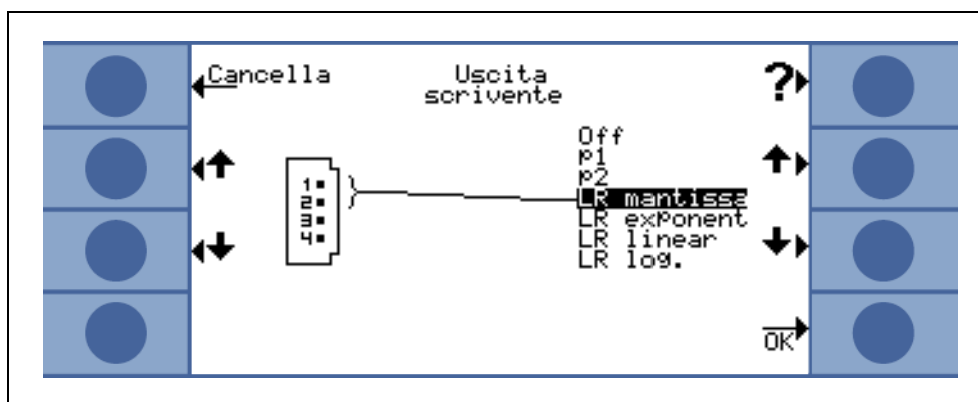 Cancella
Uscita
scrivente
?
Off
p1
p2
LR mantissa
LR exponent
LR linear
LR log.
1
2
3
4
OK